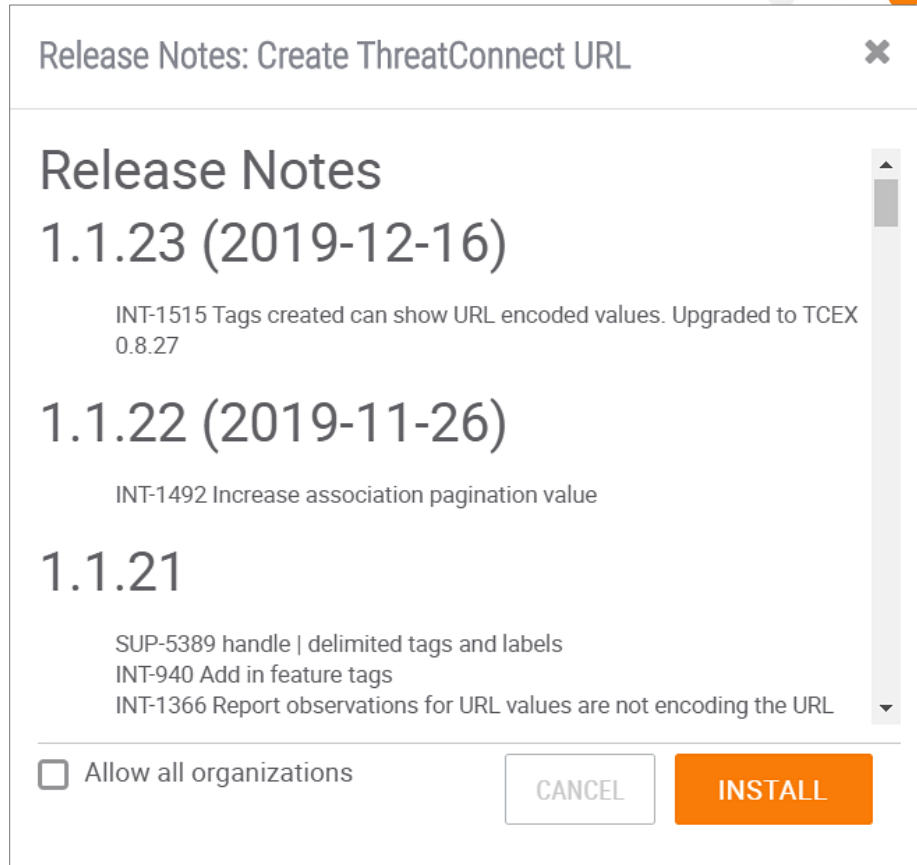 Release Notes: Create ThreatConnect URL
Release Notes
1.1.23 (2019-12-16)
INT-1515 Tags created can show URL encoded values. Upgraded to TCEX
0.8.27
1.1.22 (2019-11-26)
INT-1492 Increase association pagination value
1.1.21
SUP-5389 handle | delimited tags and labels
INT-940 Add in feature tags
INT-1366 Report observations for URL values are not encoding the URL
Allow all organizations
CANCEL
INSTALL